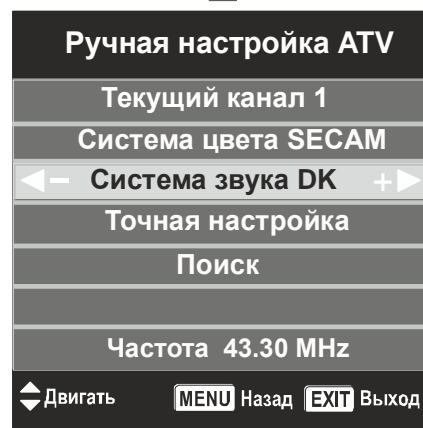 Ручная настройка ATV
Текущий канал 1
Система цвета SECAM
− Система звука DK +
Точная настройка
Поиск
Частота 43.30 MHz
Двигать MENU Назад EXIT Выход